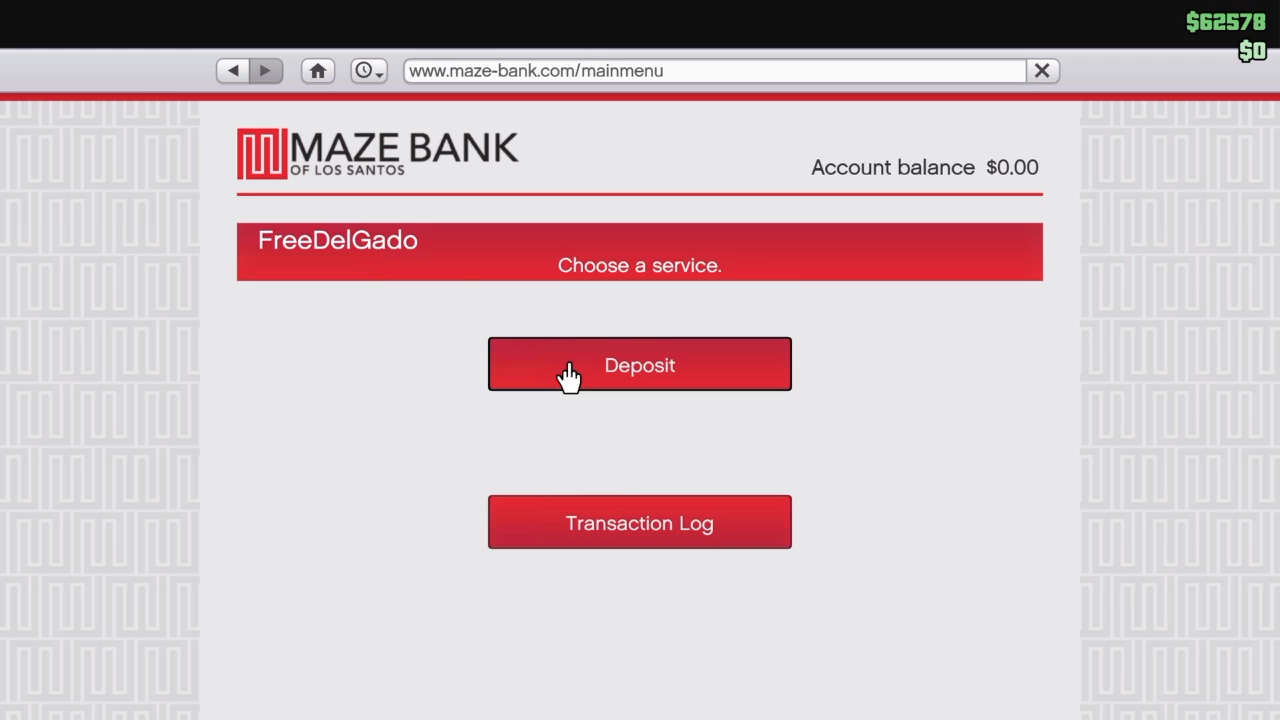 $62578
$0
www.maze-bank.com/mainmenu
MAZE BANK
OF LOS SANTOS
Account balance $0.00
FreeDelGado
Choose a service.
Deposit
Transaction Log